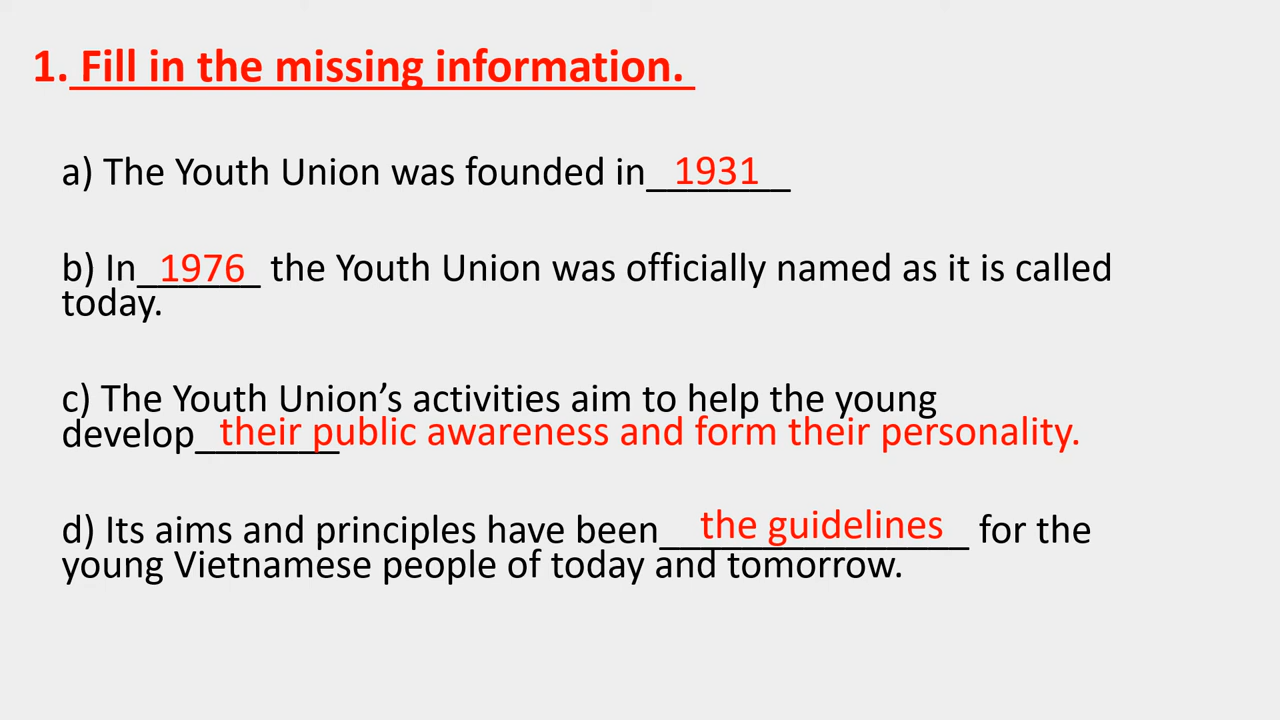 1. Fill in the missing information.
a) The Youth Union was founded in 1931
b) In 1976 the Youth Union was officially named as it is called
today.
c) The Youth Union’s activities aim to help the young
develop their public awareness and form their personality.
d) Its aims and principles have been the guidelines for the
young Vietnamese people of today and tomorrow.